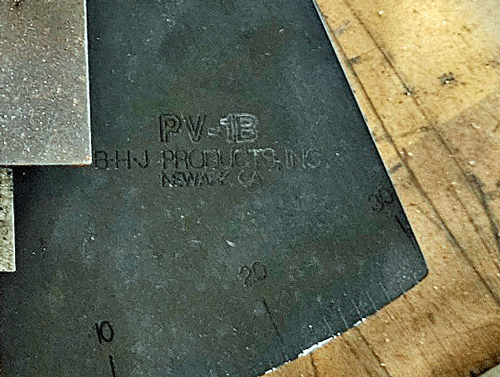 PV-1B
B-H-J PRODUCTS, INC.
NEWARK, CA
30
20
10